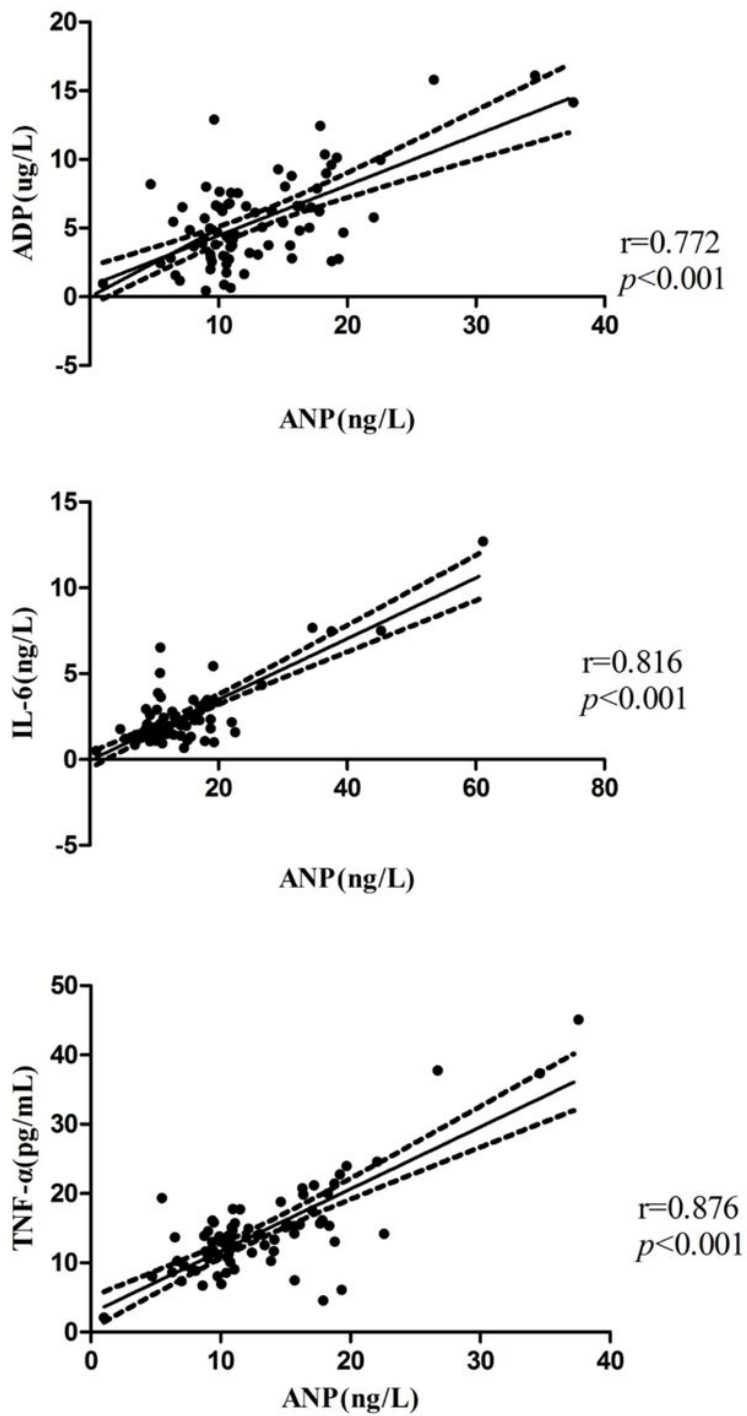 20
15
10
5
0
-5
ADP(ug/L)
10 20 30 40
r=0.772
p<0.001
ANP(ng/L)
15
10
5
0
-5
IL-6(ng/L)
20 40 60 80
r=0.816
p<0.001
ANP(ng/L)
50
40
30
20
10
0
TNF-α(pg/mL)
0 10 20 30 40
r=0.876
p<0.001
ANP(ng/L)